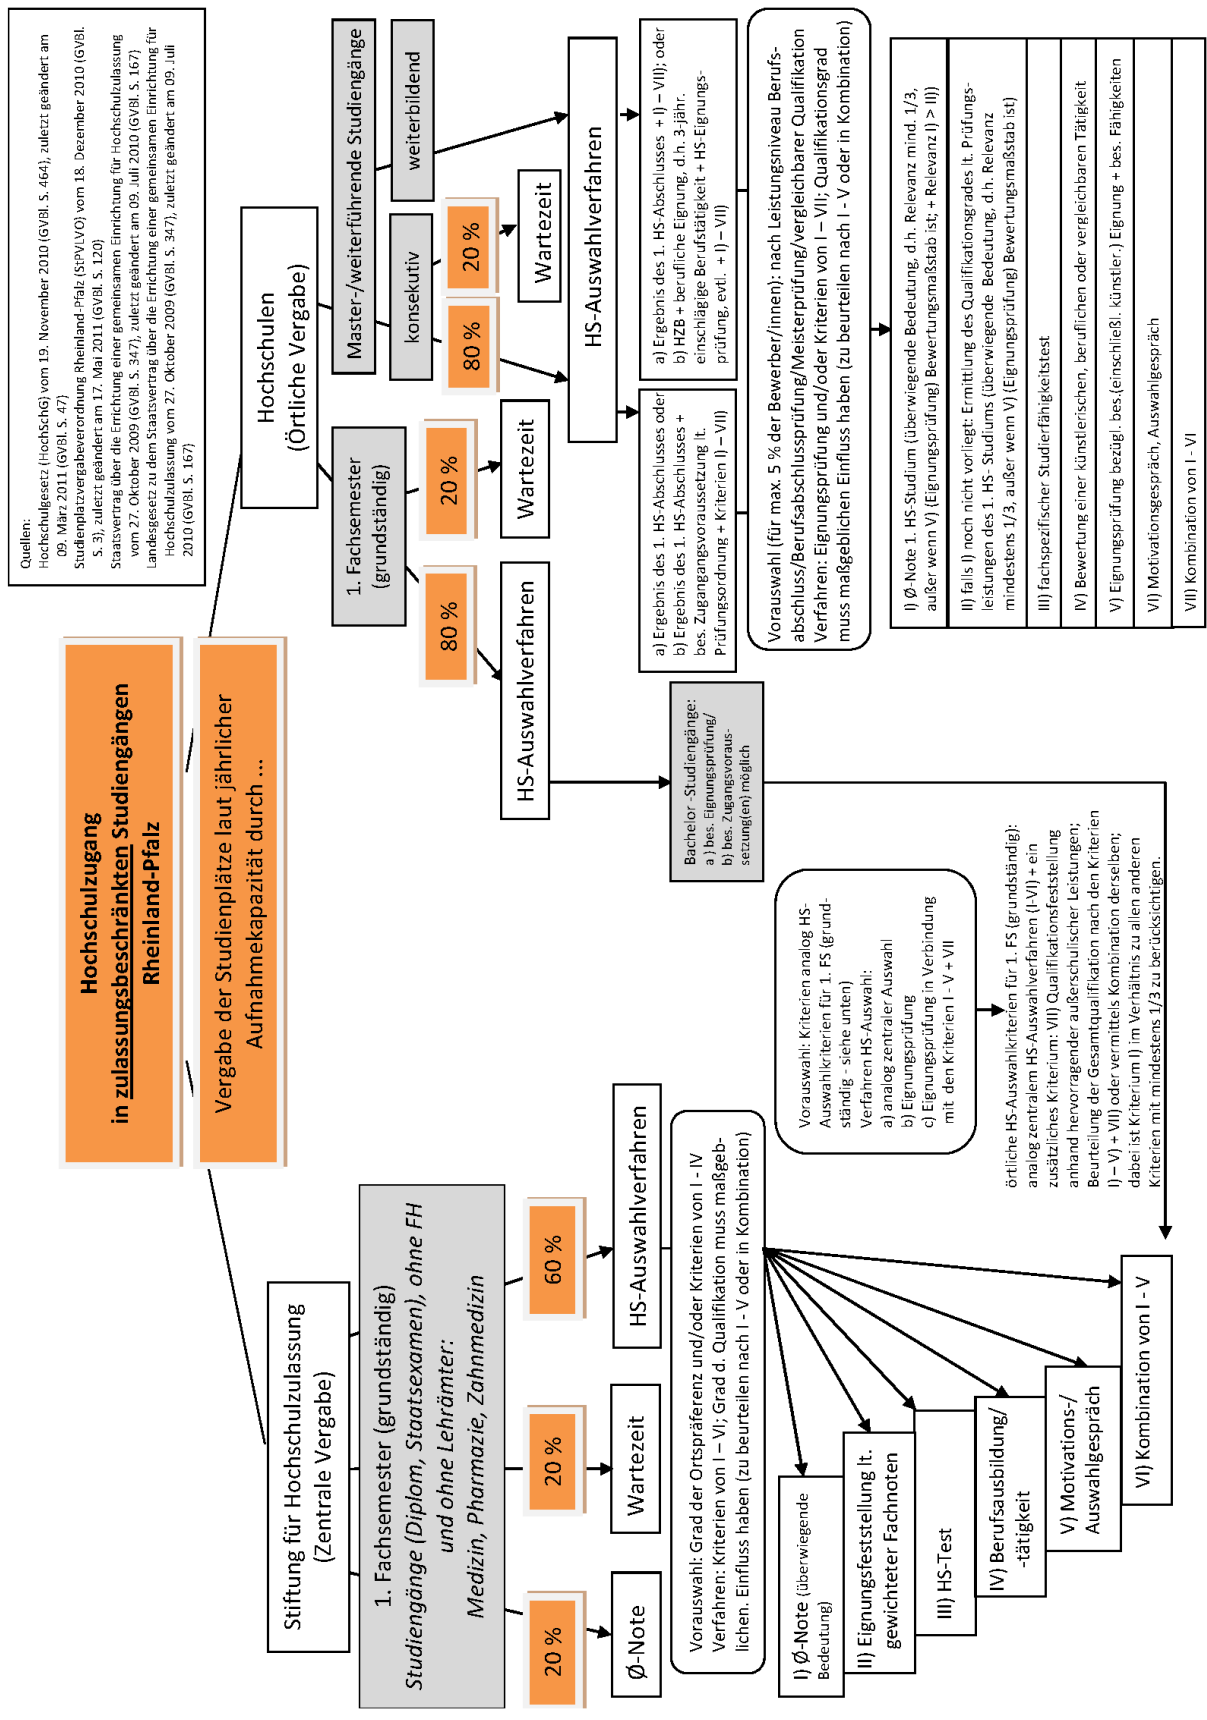 Hochschulzugang
in zulassungsbeschränkten Studiengängen
Rheinland-Pfalz
Vergabe der Studienplätze laut jährlicher
Aufnahmekapazität durch ...
Quellen:
Hochschulgesetz (HochSchG) vom 19. November 2010 (GVBl. S. 464), zuletzt geändert am
09. März 2011 (GVBl. S. 47)
Studienplatzvergabeverordnung Rheinland-Pfalz (StPVLVO) vom 18. Dezember 2010 (GVBl.
S. 3), zuletzt geändert am 17. Mai 2011 (GVBl. S. 120)
Staatsvertrag über die Errichtung einer gemeinsamen Einrichtung für Hochschulzulassung
vom 27. Oktober 2009 (GVBl. S. 347), zuletzt geändert am 09. Juli 2010 (GVBl. S. 167)
Landesgesetz zu dem Staatsvertrag über die Errichtung einer gemeinsamen Einrichtung für
Hochschulzulassung vom 27. Oktober 2009 (GVBl. S. 347), zuletzt geändert am 09. Juli
2010 (GVBl. S. 167)
Stiftung für Hochschulzulassung
(Zentrale Vergabe)
1. Fachsemester (grundständig)
Studiengänge (Diplom, Staatsexamen), ohne FH
und ohne Lehrämter:
Medizin, Pharmazie, Zahnmedizin
20 %
20 %
60 %
Ø-Note
Wartezeit
HS-Auswahlverfahren
Vorauswahl: Grad der Ortspräferenz und/oder Kriterien von I - IV
Verfahren: Kriterien von I – VI; Grad d. Qualifikation muss maßgeb-
lichen. Einfluss haben (zu beurteilen nach I - V oder in Kombination)
I) Ø-Note (überwiegende
Bedeutung)
II) Eignungsfeststellung lt.
gewichteter Fachnoten
III) HS-Test
IV) Berufsausbildung/
-tätigkeit
V) Motivations-/
Auswahlgespräch
VI) Kombination von I - V
Hochschulen
(Örtliche Vergabe)
1. Fachsemester
(grundständig)
80 %
20 %
HS-Auswahlverfahren
Wartezeit
Bachelor -Studiengänge:
a ) bes. Eignungsprüfung/
b) bes. Zugangsvoraus-
setzung(en) möglich
Vorauswahl: Kriterien analog HS-
Auswahlkriterien für 1. FS (grund-
ständig - siehe unten)
Verfahren HS-Auswahl:
a) analog zentraler Auswahl
b) Eignungsprüfung
c) Eignungsprüfung in Verbindung
mit den Kriterien I - V + VII
örtliche HS-Auswahlkriterien für 1. FS (grundständig):
analog zentralem HS-Auswahlverfahren (I-VI) + ein
zusätzliches Kriterium: VII) Qualifikationsfeststellung
anhand hervorragender außerschulischer Leistungen;
Beurteilung der Gesamtqualifikation nach den Kriterien
I) – V) + VII) oder vermittels Kombination derselben;
dabei ist Kriterium I) im Verhältnis zu allen anderen
Kriterien mit mindestens 1/3 zu berücksichtigen.
Master-/weiterführende Studiengänge
konsekutiv
weiterbildend
80 %
20 %
Wartezeit
HS-Auswahlverfahren
a) Ergebnis des 1. HS-Abschlusses oder
b) Ergebnis des 1. HS-Abschlusses +
bes. Zugangangsvoraussetzung lt.
Prüfungsordnung + Kriterien I) – VII)
a) Ergebnis des 1. HS-Abschlusses + I) – VII); oder
b) HZB + berufliche Eignung, d.h. 3-jähr.
einschlägige Berufstätigkeit + HS-Eignungs-
prüfung, evtl. + I) – VII)
Vorauswahl (für max. 5 % der Bewerber/innen): nach Leistungsniveau Berufs-
abschluss/Berufsabschlussprüfung/Meisterprüfung/vergleichbarer Qualifikation
Verfahren: Eignungsprüfung und/oder Kriterien von I – VII; Qualifikationsgrad
muss maßgeblichen Einfluss haben (zu beurteilen nach I - V oder in Kombination)
I) Ø-Note 1. HS-Studium (überwiegende Bedeutung, d.h. Relevanz mind. 1/3,
außer wenn V) (Eignungsprüfung) Bewertungsmaßstab ist; + Relevanz I) > II))
II) falls I) noch nicht vorliegt: Ermittlung des Qualifikationsgrades lt. Prüfungs-
leistungen des 1. HS- Studiums (überwiegende Bedeutung, d.h. Relevanz
mindestens 1/3, außer wenn V) (Eignungsprüfung) Bewertungsmaßstab ist)
III) fachspezifischer Studierfähigkeitstest
IV) Bewertung einer künstlerischen, beruflichen oder vergleichbaren Tätigkeit
V) Eignungsprüfung bezügl. bes.(einschließl. künstler.) Eignung + bes. Fähigkeiten
VI) Motivationsgespräch, Auswahlgespräch
VII) Kombination von I - VI